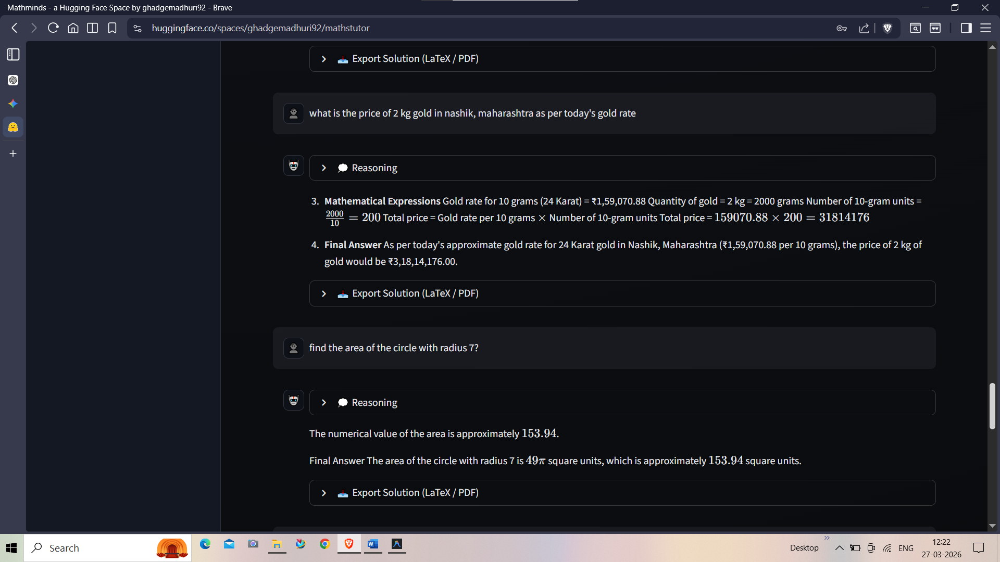 Mathminds - a Hugging Face Space by ghadgemadhuri92 - Brave
huggingface.co/spaces/ghadgemadhuri92/mathstutor
Export Solution (LaTeX / PDF)
what is the price of 2 kg gold in nashik, maharashtra as per today's gold rate
Reasoning
3. Mathematical Expressions Gold rate for 10 grams (24 Karat) = ₹1,59,070.88 Quantity of gold = 2 kg = 2000 grams Number of 10-gram units =
2000/10 = 200 Total price = Gold rate per 10 grams × Number of 10-gram units Total price = 159070.88 × 200 = 31814176
4. Final Answer As per today's approximate gold rate for 24 Karat gold in Nashik, Maharashtra (₹1,59,070.88 per 10 grams), the price of 2 kg of
gold would be ₹3,18,14,176.00.
Export Solution (LaTeX / PDF)
find the area of the circle with radius 7?
Reasoning
The numerical value of the area is approximately 153.94.
Final Answer The area of the circle with radius 7 is 49π square units, which is approximately 153.94 square units.
Export Solution (LaTeX / PDF)
Search
Desktop
ENG
12:22
27-03-2026